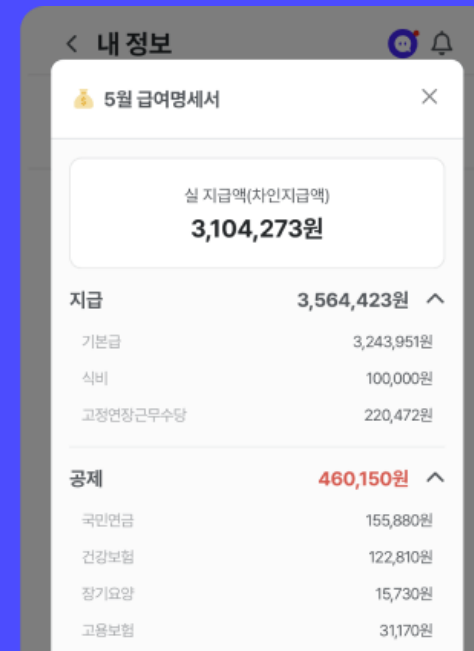 내 정보
5월 급여명세서
실 지급액(차인지급액)
3,104,273원
지급 3,564,423원
기본급 3,243,951원
식비 100,000원
고정연장근무수당 220,472원
공제 460,150원
국민연금 155,880원
건강보험 122,810원
장기요양 15,730원
고용보험 31,170원